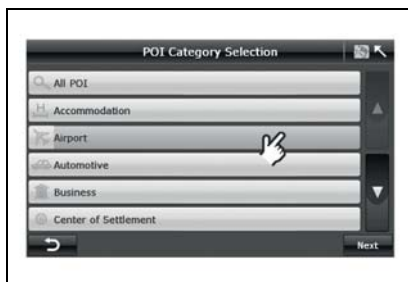 POI Category Selection
All POI
Accommodation
Airport
Automotive
Business
Center of Settlement
Next